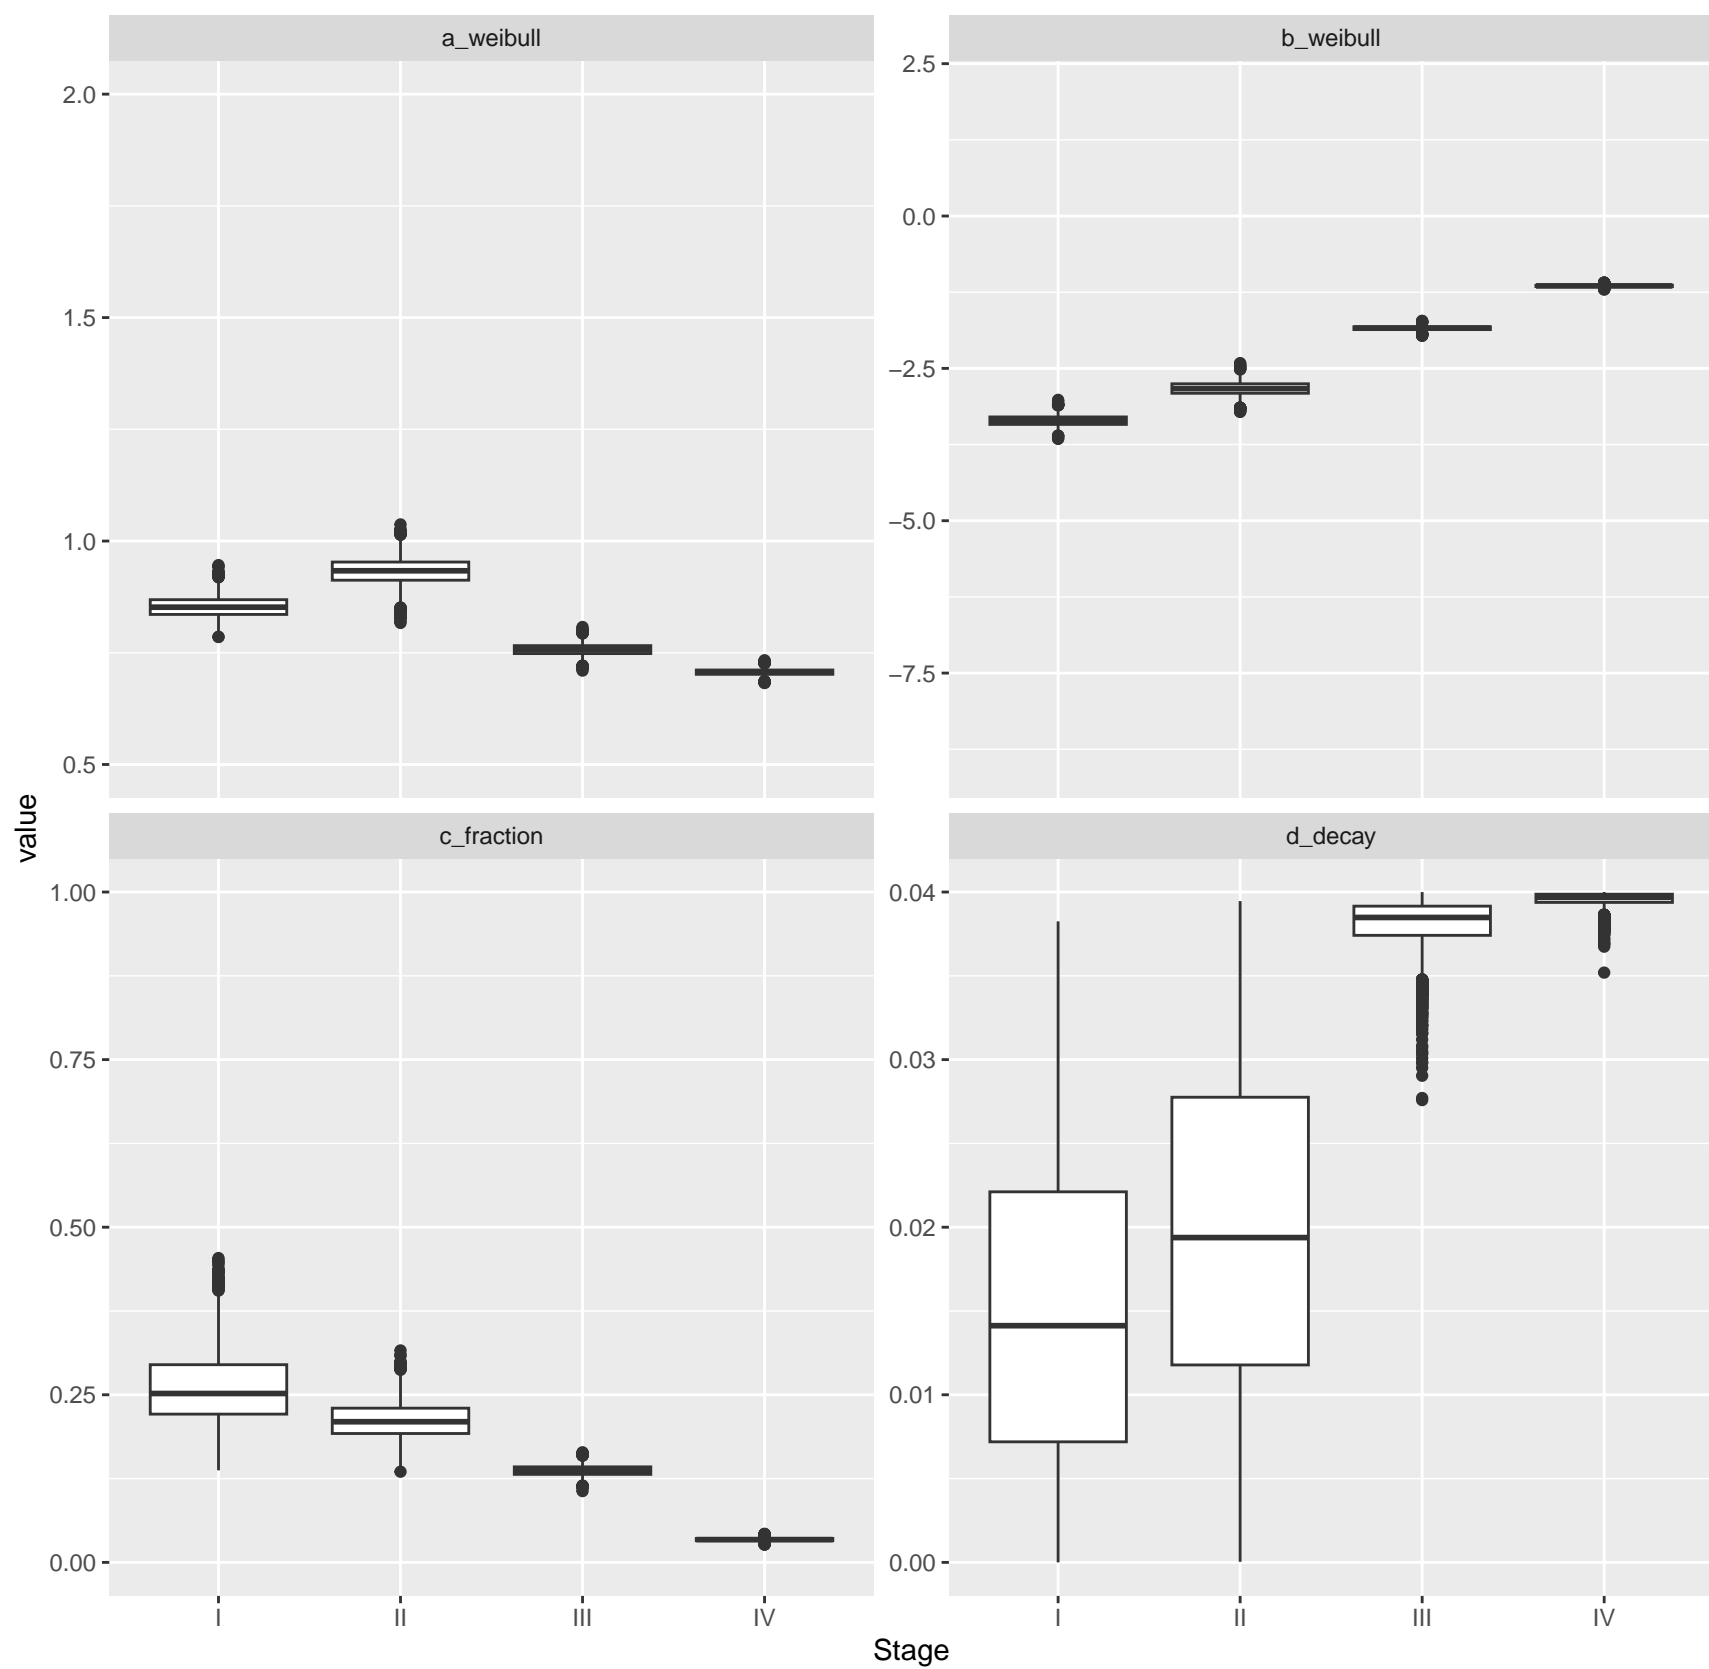 a_weibull
b_weibull
2.0
1.5
1.0
0.5
2.5
0.0
−2.5
−5.0
−7.5
value
c_fraction
d_decay
1.00
0.75
0.50
0.25
0.00
0.04
0.03
0.02
0.01
0.00
I II III IV
I II III IV
Stage